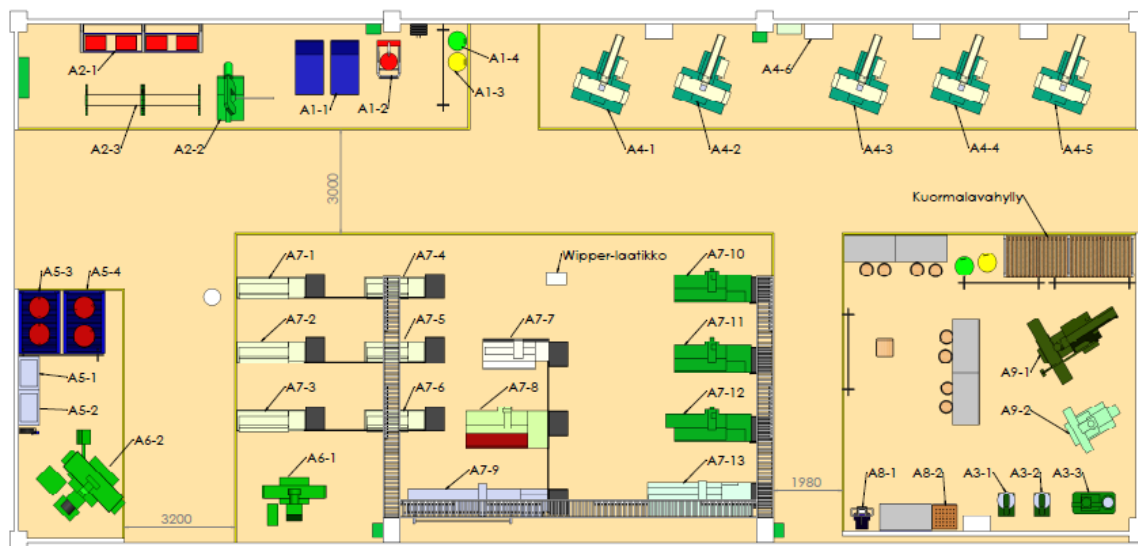 A2-1
A1-4
A4-6
A1-2
A1-3
A1-1
A2-3
A2-2
A4-1
A4-2
A4-3
A4-4
A4-5
3000
Kuormalavahylly
A7-1
A7-4
Wipper-laatikko
A7-10
A5-3
A5-4
A7-2
A7-5
A7-7
A7-11
A5-1
A9-1
A7-3
A7-6
A7-8
A7-12
A5-2
A9-2
A6-2
A6-1
A7-9
A7-13
1980
A8-1
A8-2
A3-1
A3-2
A3-3
3200